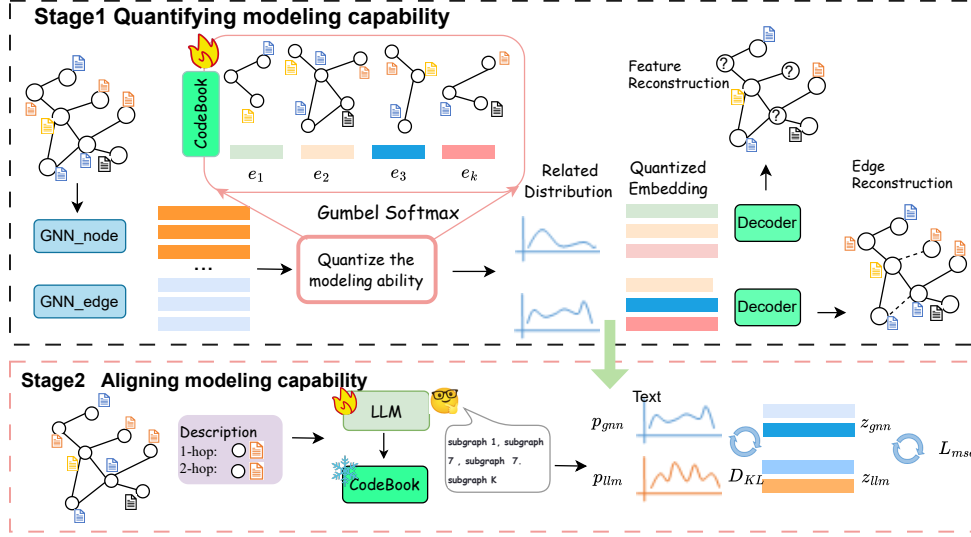 Stage1 Quantifying modeling capability
CodeBook
e1
e2
e3
ek
Feature
Reconstruction
?
?
?
GNN_node
GNN_edge
...
Gumbel Softmax
Quantize the
modeling ability
Related
Distribution
Quantized
Embedding
Decoder
Decoder
Edge
Reconstruction
Stage2 Aligning modeling capability
Description
1-hop:
2-hop:
LLM
CodeBook
subgraph 1, subgraph
7 , subgraph 7.
subgraph K
Text
pgnn
pllm
DKL
zgnn
zllm
Lmse